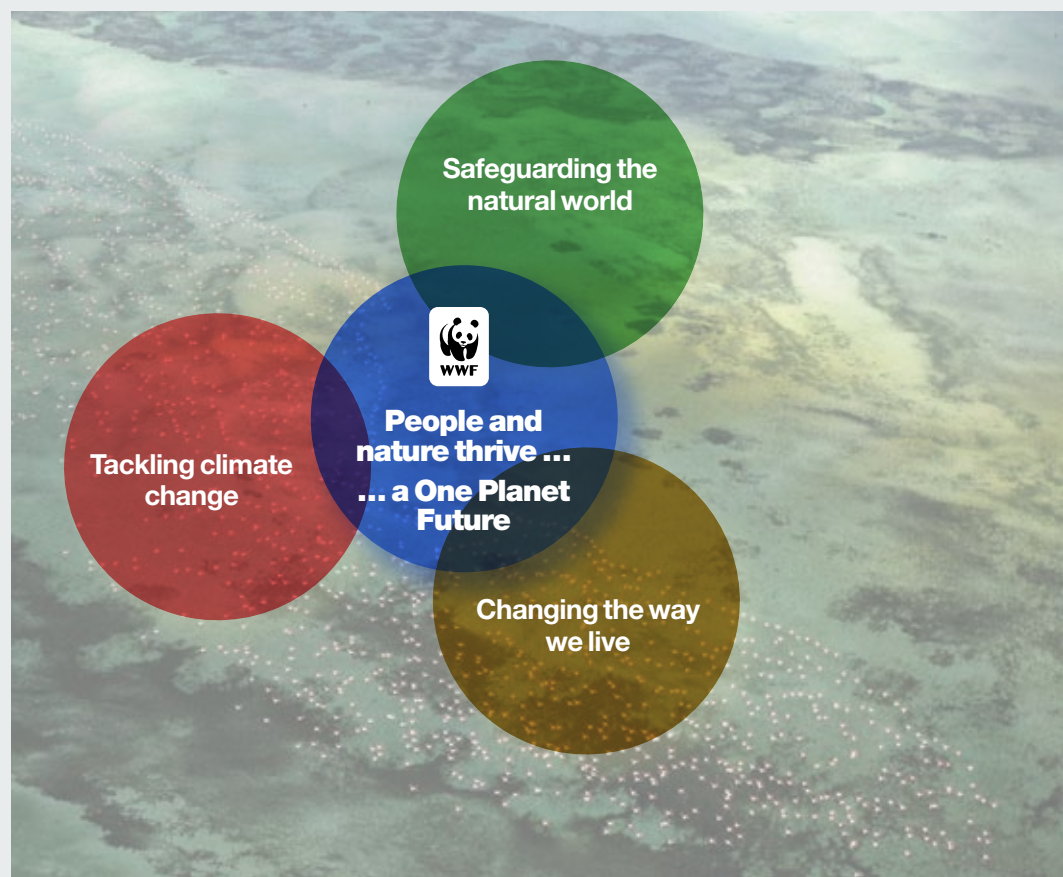 Safeguarding the
natural world
WWF
People and
nature thrive ...
... a One Planet
Future
Tackling climate
change
Changing the way
we live